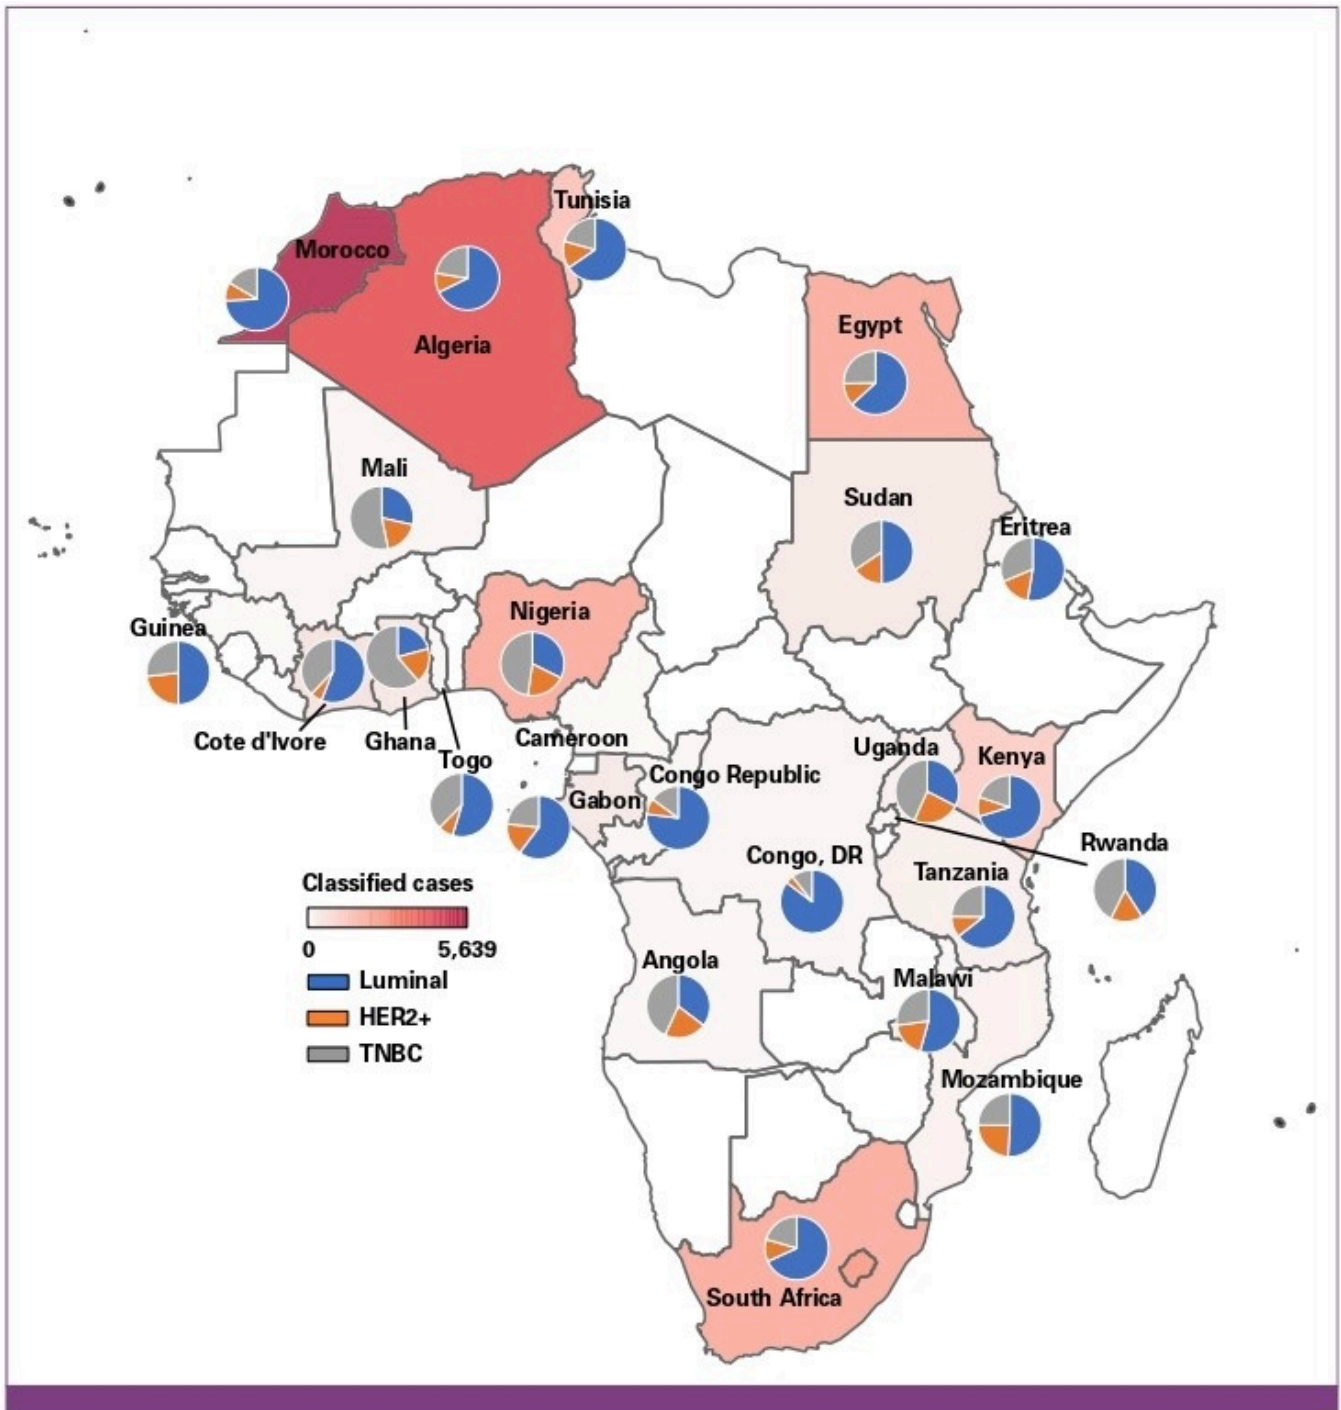 Tunisia
Morocco
Algeria
Egypt
Mali
Sudan
Eritrea
Nigeria
Guinea
Cote d'Ivore
Ghana
Togo
Cameroon
Uganda
Kenya
Congo Republic
Gabon
Rwanda
Congo, DR
Tanzania
Classified cases
0 5,639
Luminal
HER2+
TNBC
Angola
Malawi
Mozambique
South Africa